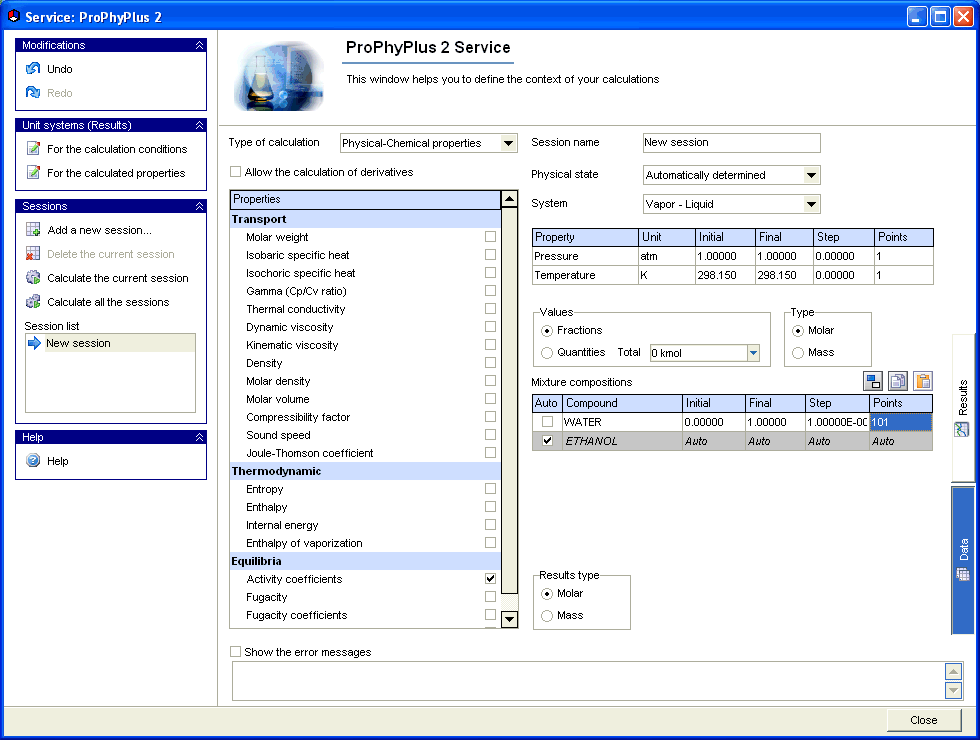 Service: ProPhyPlus 2
Modifications
Undo
Redo
Unit systems (Results)
For the calculation conditions
For the calculated properties
Sessions
Add a new session...
Delete the current session
Calculate the current session
Calculate all the sessions
Session list
New session
Help
Help
ProPhyPlus 2 Service
This window helps you to define the context of your calculations
Type of calculation Physical-Chemical properties
Allow the calculation of derivatives
Properties
Transport
Molar weight
Isobaric specific heat
Isochoric specific heat
Gamma (Cp/Cv ratio)
Thermal conductivity
Dynamic viscosity
Kinematic viscosity
Density
Molar density
Molar volume
Compressibility factor
Sound speed
Joule-Thomson coefficient
Thermodynamic
Entropy
Enthalpy
Internal energy
Enthalpy of vaporization
Equilibria
Activity coefficients
Fugacity
Fugacity coefficients
Session name New session
Physical state Automatically determined
System Vapor - Liquid
Property Unit Initial Final Step Points
Pressure atm 1.00000 1.00000 0.00000 1
Temperature K 298.150 298.150 0.00000 1
Values
Fractions
Quantities Total 0 kmol
Type
Molar
Mass
Mixture compositions
Auto Compound Initial Final Step Points
WATER 0.00000 1.00000 1.00000E-00 101
ETHANOL Auto Auto Auto Auto
Results type
Molar
Mass
Results
Data
Show the error messages
Close